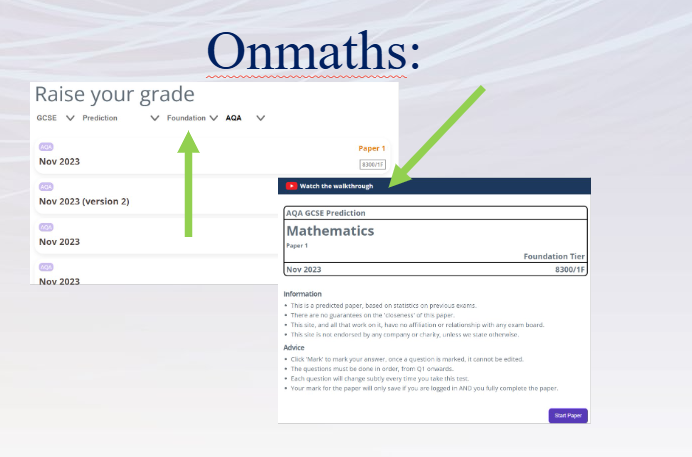 Onmaths:
Raise your grade
GCSE Prediction Foundation AQA
AQA
Nov 2023
Paper 1
8300/1F
AQA
Nov 2023 (version 2)
AQA
Nov 2023
AQA
Nov 2023
Watch the walkthrough
AQA GCSE Prediction
Mathematics
Paper 1
Foundation Tier
Nov 2023 8300/1F
Information
• This is a predicted paper, based on statistics on previous exams.
• There are no guarantees on the 'closeness' of this paper.
• This site, and all that work on it, have no affiliation or relationship with any exam board.
• This site is not endorsed by any company or charity, unless we state otherwise.
Advice
• Click 'Mark' to mark your answer, once a question is marked, it cannot be edited.
• The questions must be done in order, from Q1 onwards.
• Each question will change subtly every time you take this test.
• Your mark for the paper will only save if you are logged in AND you fully complete the paper.
Start Paper